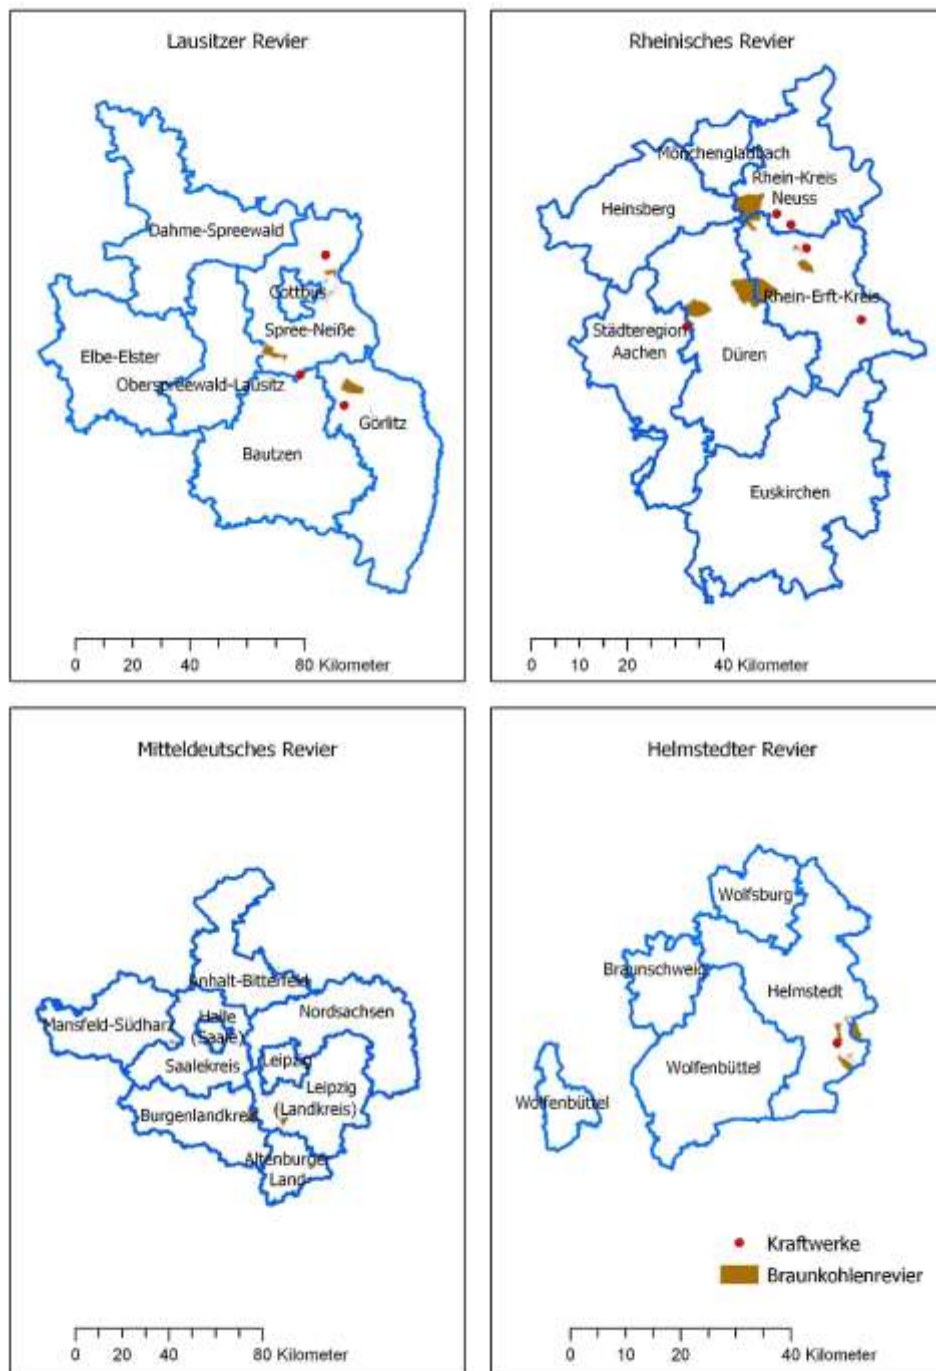 Lausitzer Revier
Dahme-Spreewald
Cottbus
Spree-Neiße
Elbe-Elster
Oberspreewald-Lausitz
Görlitz
Bautzen
0 20 40 80 Kilometer
Rheinisches Revier
Mönchengladbach
Rhein-Kreis
Neuss
Heinsberg
Rhein-Erft-Kreis
Städteregion
Aachen
Düren
Euskirchen
0 10 20 40 Kilometer
Mitteldeutsches Revier
Anhalt-Bitterfeld
Mansfeld-Südharz
Halle
(Saale)
Nordsachsen
Saalekreis
Leipzig
Leipzig
(Landkreis)
Burgenlandkreis
Altenburger
Land
0 20 40 80 Kilometer
Helmstedter Revier
Wolfsburg
Braunschweig
Helmstedt
Wolfenbüttel
Wolfenbüttel
Kraftwerke
Braunkohlenrevier
0 10 20 40 Kilometer